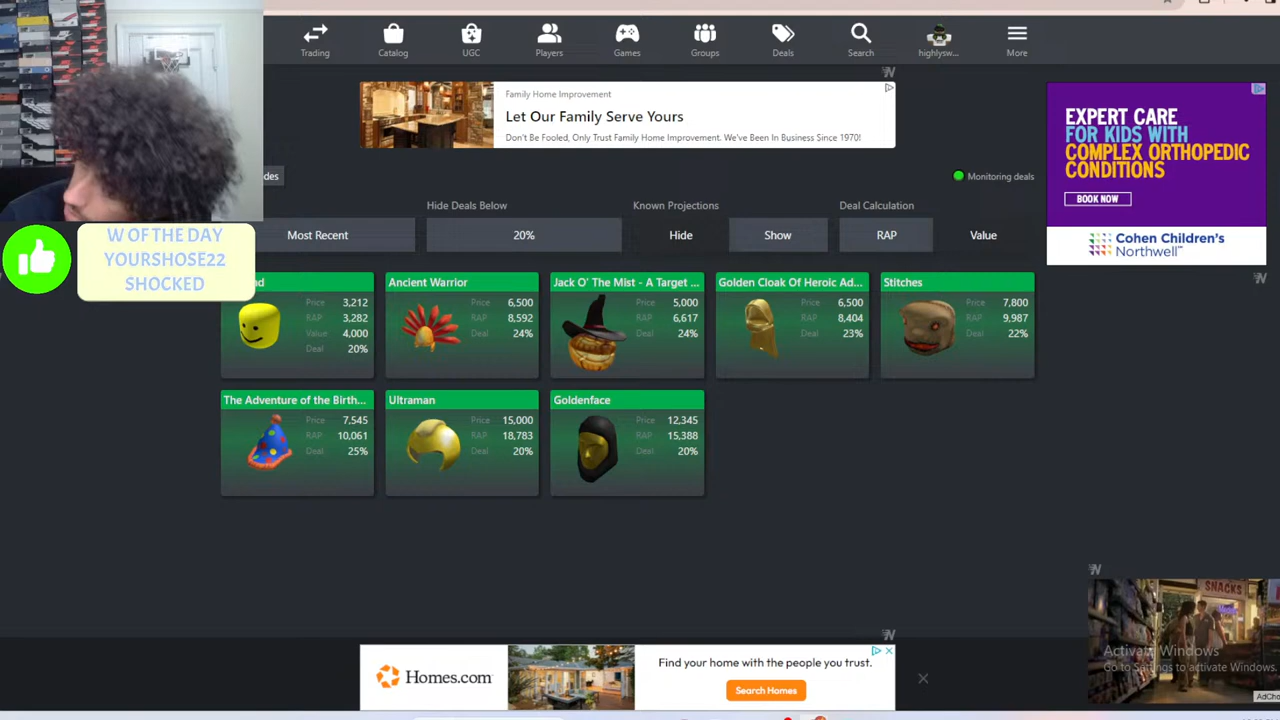 Trading
Catalog
UGC
Players
Games
Groups
Deals
Search
highlysw...
More
Family Home Improvement
Let Our Family Serve Yours
Don't Be Fooled, Only Trust Family Home Improvement. We've Been In Business Since 1970!
EXPERT CARE
FOR KIDS WITH
COMPLEX ORTHOPEDIC
CONDITIONS
BOOK NOW
Cohen Children's
Northwell
des
Monitoring deals
Hide Deals Below
Known Projections
Deal Calculation
Most Recent
20%
Hide
Show
RAP
Value
W OF THE DAY
YOURSHOSE22
SHOCKED
Price 3,212
RAP 3,282
Value 4,000
Deal 20%
Ancient Warrior
Price 6,500
RAP 8,592
Deal 24%
Jack O' The Mist - A Target ...
Price 5,000
RAP 6,617
Deal 24%
Golden Cloak Of Heroic Ad...
Price 6,500
RAP 8,404
Deal 23%
Stitches
Price 7,800
RAP 9,987
Deal 22%
The Adventure of the Birth...
Price 7,545
RAP 10,061
Deal 25%
Ultraman
Price 15,000
RAP 18,783
Deal 20%
Goldenface
Price 12,345
RAP 15,388
Deal 20%
SNACKS
Activate Windows
Go to Settings to activate Windows.
AdCho
Homes.com
Find your home with the people you trust.
Search Homes